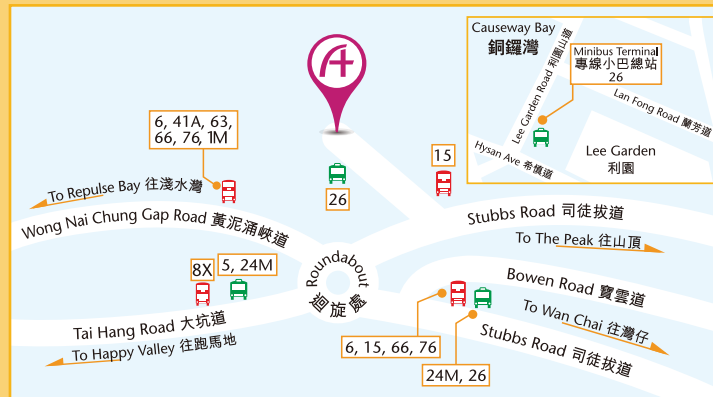 Causeway Bay
銅鑼灣
Minibus Terminal
專線小巴總站
26
Lee Garden Road 利園山道
Lan Fong Road 蘭芳道
Hysan Ave 希慎道
Lee Garden
利園
6, 41A, 63,
66, 76, 1M
15
26
To Repulse Bay 往淺水灣
Wong Nai Chung Gap Road 黃泥涌峽道
Stubbs Road 司徒拔道
To The Peak 往山頂
Roundabout
迴旋處
8X
5, 24M
Bowen Road 寶雲道
To Wan Chai 往灣仔
Tai Hang Road 大坑道
To Happy Valley 往跑馬地
6, 15, 66, 76
Stubbs Road 司徒拔道
24M, 26